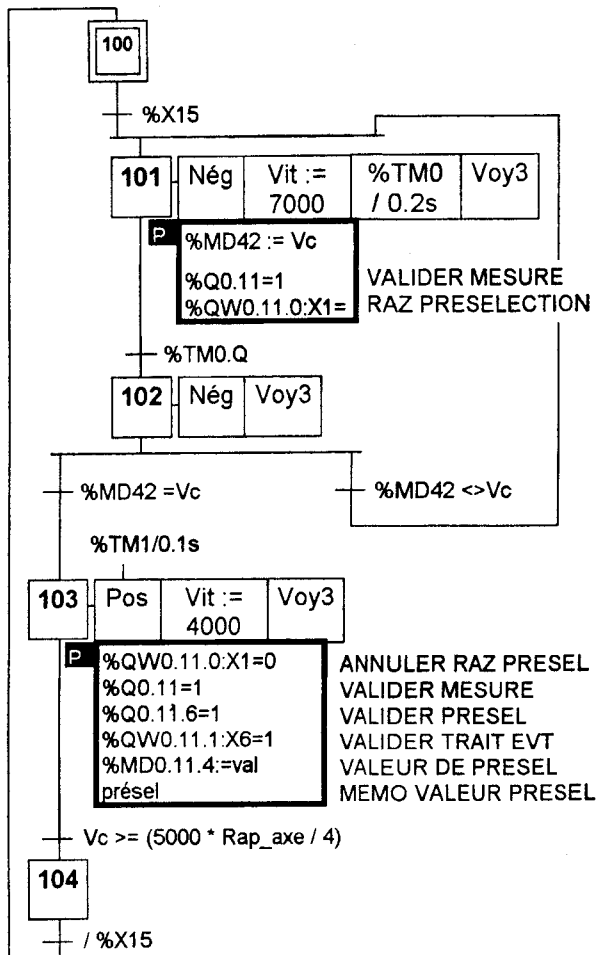 100
%X15
101 Nég Vit := %TM0 Voy3
7000 / 0.2s
P
%MD42 := Vc
%Q0.11=1 VALIDER MESURE
%QW0.11.0:X1= RAZ PRESELECTION
%TM0.Q
102 Nég Voy3
%MD42 =Vc %MD42 <>Vc
%TM1/0.1s
103 Pos Vit := Voy3
4000
P
%QW0.11.0:X1=0 ANNULER RAZ PRESEL
%Q0.11=1 VALIDER MESURE
%Q0.11.6=1 VALIDER PRESEL
%QW0.11.1:X6=1 VALIDER TRAIT EVT
%MD0.11.4:=val VALEUR DE PRESEL
présel MEMO VALEUR PRESEL
Vc >= (5000 * Rap_axe / 4)
104
/ %X15